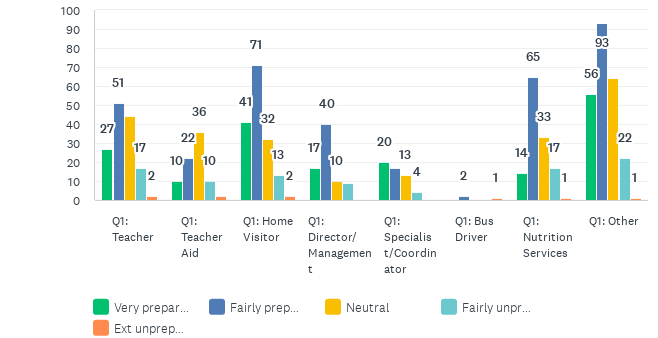 100
90
80
70
60
50
40
30
20
10
0
27 51 17 2
10 22 36 10
41 71 32 13 2
17 40 10
20 13 4
2 1
14 65 33 17 1
56 93 22 1
Q1:
Teacher
Q1:
Teacher
Aid
Q1: Home
Visitor
Q1:
Director/
Managemen
t
Q1:
Specialis
t/Coordin
ator
Q1: Bus
Driver
Q1:
Nutrition
Services
Q1: Other
Very prepar... Fairly prep... Neutral Fairly unpr...
Ext unprep...